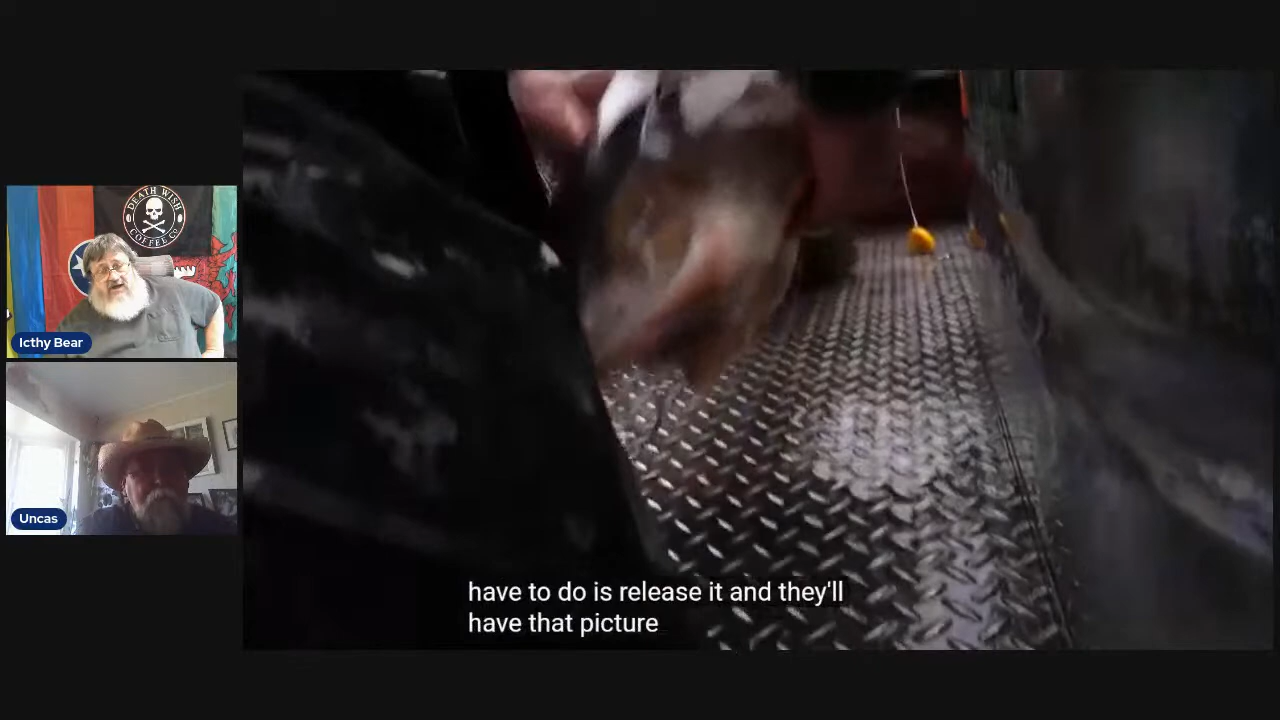 DEATH WISH
COFFEE CO
Icthy Bear
Uncas
have to do is release it and they'll
have that picture